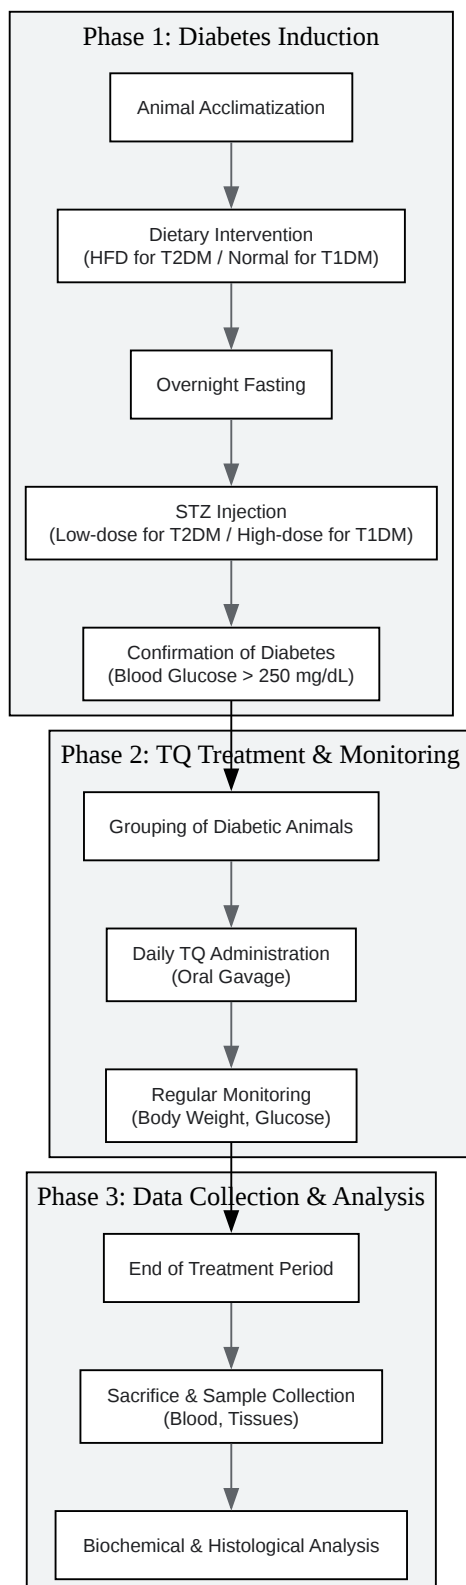 Phase 1: Diabetes Induction
Animal Acclimatization
Dietary Intervention
(HFD for T2DM / Normal for T1DM)
Overnight Fasting
STZ Injection
(Low-dose for T2DM / High-dose for T1DM)
Confirmation of Diabetes
(Blood Glucose > 250 mg/dL)
Phase 2: TQ Treatment & Monitoring
Grouping of Diabetic Animals
Daily TQ Administration
(Oral Gavage)
Regular Monitoring
(Body Weight, Glucose)
Phase 3: Data Collection & Analysis
End of Treatment Period
Sacrifice & Sample Collection
(Blood, Tissues)
Biochemical & Histological Analysis